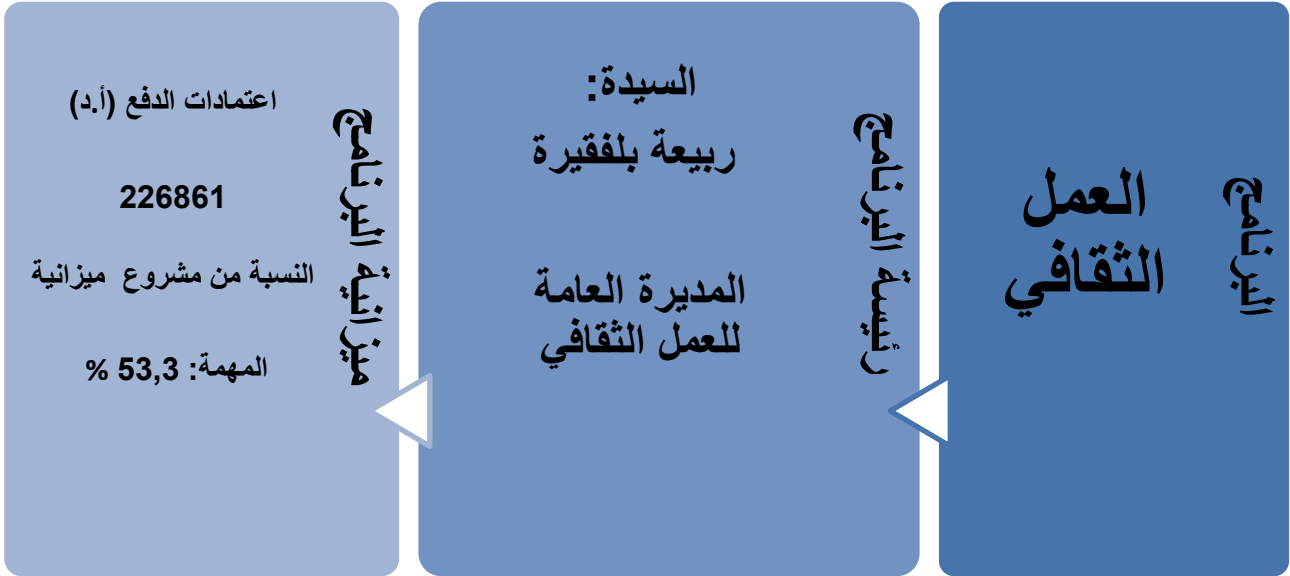 البرنامج
العمل
الثقافي
رئيسة البرنامج
السيدة:
ربيعة بلفقيرة
المديرة العامة
للعمل الثقافي
ميزانية البرنامج
اعتمادات الدفع (أ.د)
226861
النسبة من مشروع ميزانية
المهمة: 53,3 %